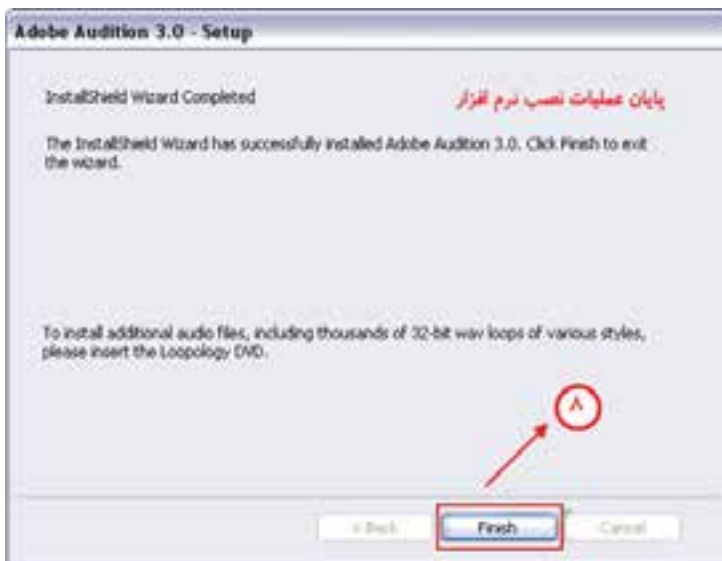 Adobe Audition 3.0 - Setup
InstallShield Wizard Completed
پایان عملیات نصب نرم افزار
The InstallShield Wizard has successfully installed Adobe Audition 3.0. Click Finish to exit
the wizard.
To install additional audio files, including thousands of 32-bit wav loops of various styles,
please insert the Loopology DVD.
۸
< Back
Finish
Cancel